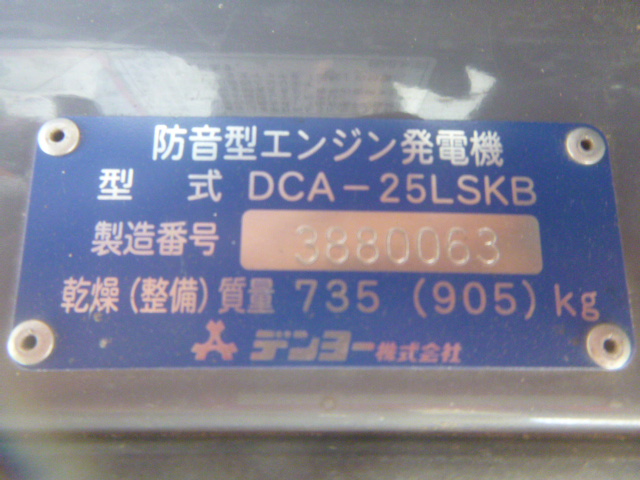 防音型エンジン発電機
型式 DCA-25LSKB
製造番号 3880063
乾燥(整備)質量 735 (905) kg
デンヨー株式会社